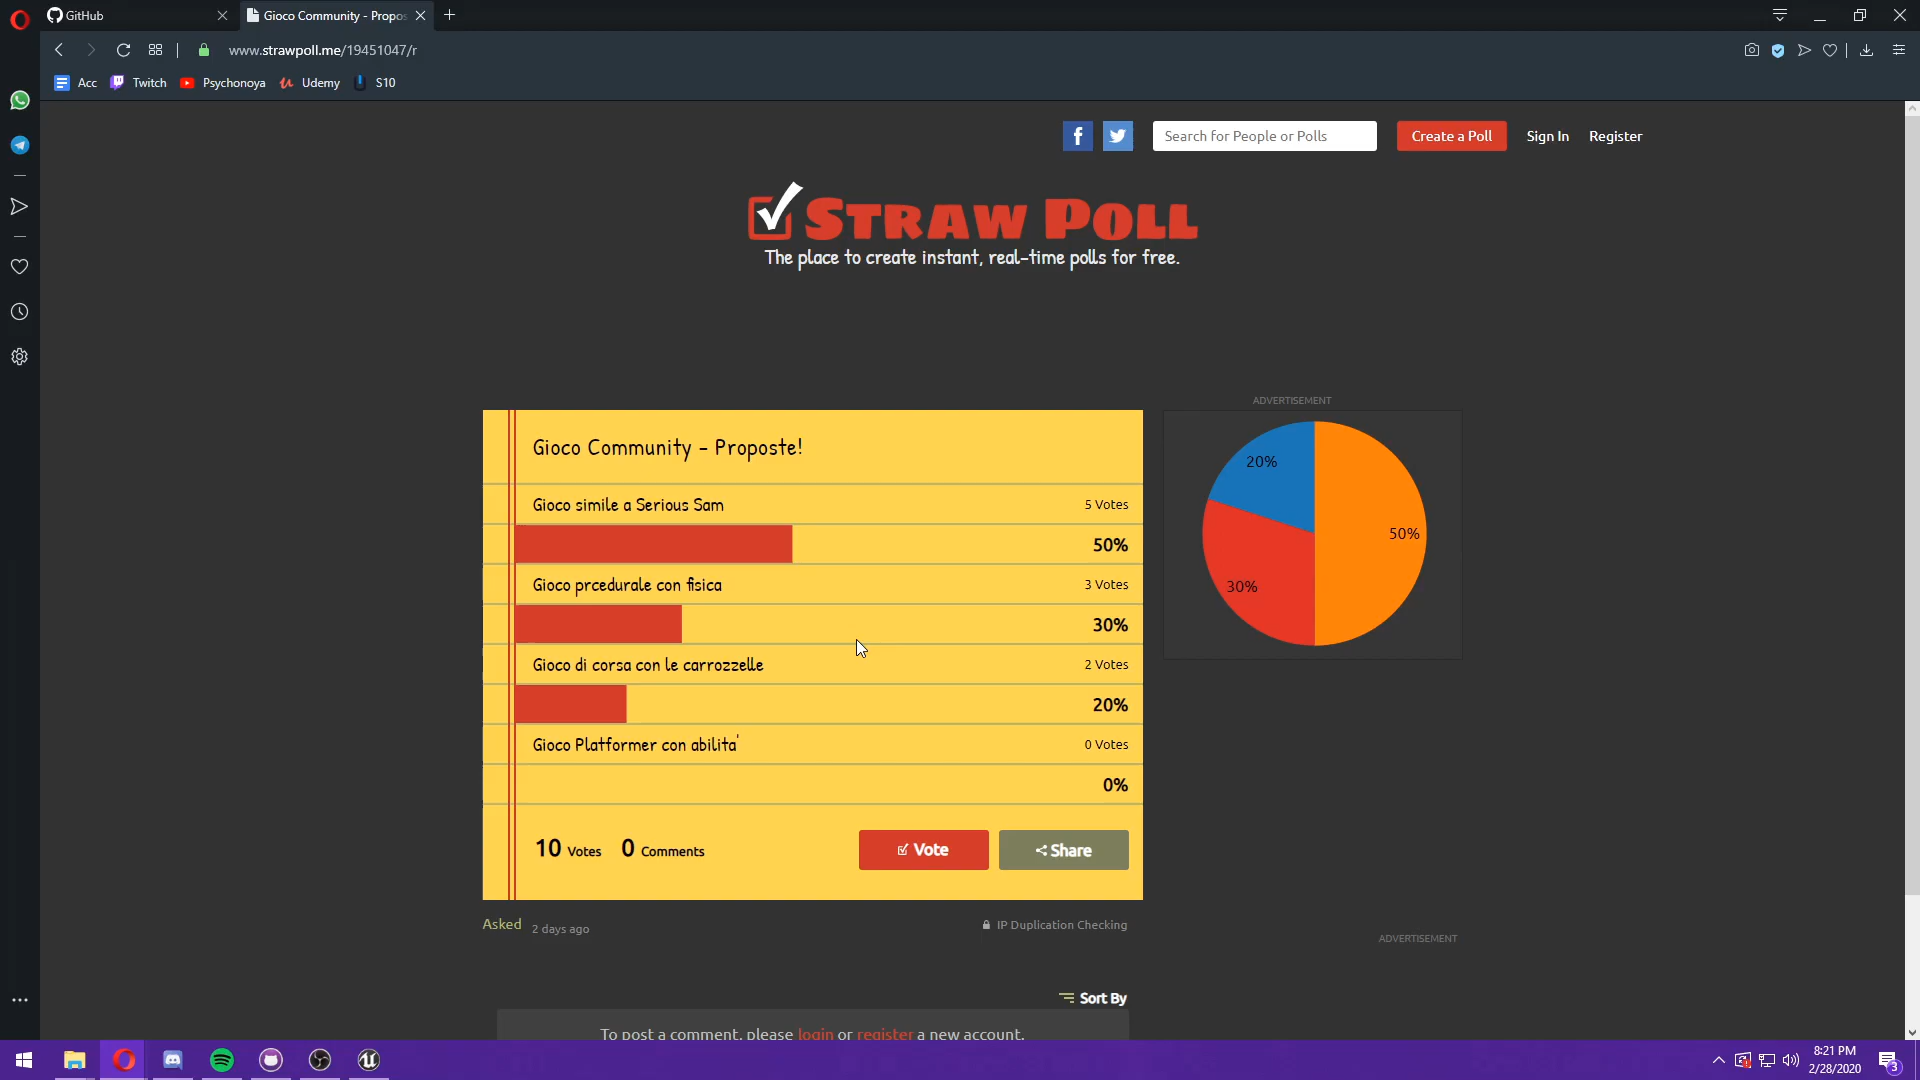 GitHub
Gioco Community - Propos
www.strawpoll.me/19451047/r
Acc
Twitch
Psychonoya
Udemy
S10
Search for People or Polls
Create a Poll
Sign In
Register
STRAW POLL
The place to create instant, real-time polls for free.
ADVERTISEMENT
Gioco Community - Proposte!
Gioco simile a Serious Sam
5 Votes
50%
Gioco prcedurale con fisica
3 Votes
30%
Gioco di corsa con le carrozzelle
2 Votes
20%
Gioco Platformer con abilita'
0 Votes
0%
10 Votes
0 Comments
Vote
Share
20%
50%
30%
Asked 2 days ago
IP Duplication Checking
ADVERTISEMENT
Sort By
To post a comment, please login or register a new account.
8:21 PM
2/28/2020
3